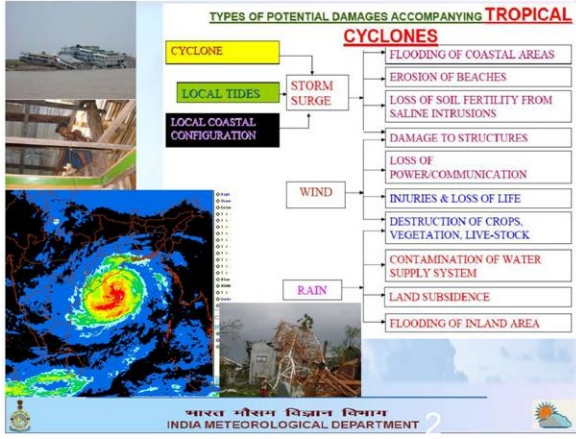 TYPES OF POTENTIAL DAMAGES ACCOMPANYING TROPICAL
CYCLONES
CYCLONE
LOCAL TIDES
LOCAL COASTAL
CONFIGURATION
STORM
SURGE
WIND
RAIN
FLOODING OF COASTAL AREAS
EROSION OF BEACHES
LOSS OF SOIL FERTILITY FROM
SALINE INTRUSIONS
DAMAGE TO STRUCTURES
LOSS OF
POWER/COMMUNICATION
INJURIES & LOSS OF LIFE
DESTRUCTION OF CROPS,
VEGETATION, LIVE-STOCK
CONTAMINATION OF WATER
SUPPLY SYSTEM
LAND SUBSIDENCE
FLOODING OF INLAND AREA
भारत मौसम विज्ञान विभाग
INDIA METEOROLOGICAL DEPARTMENT
2